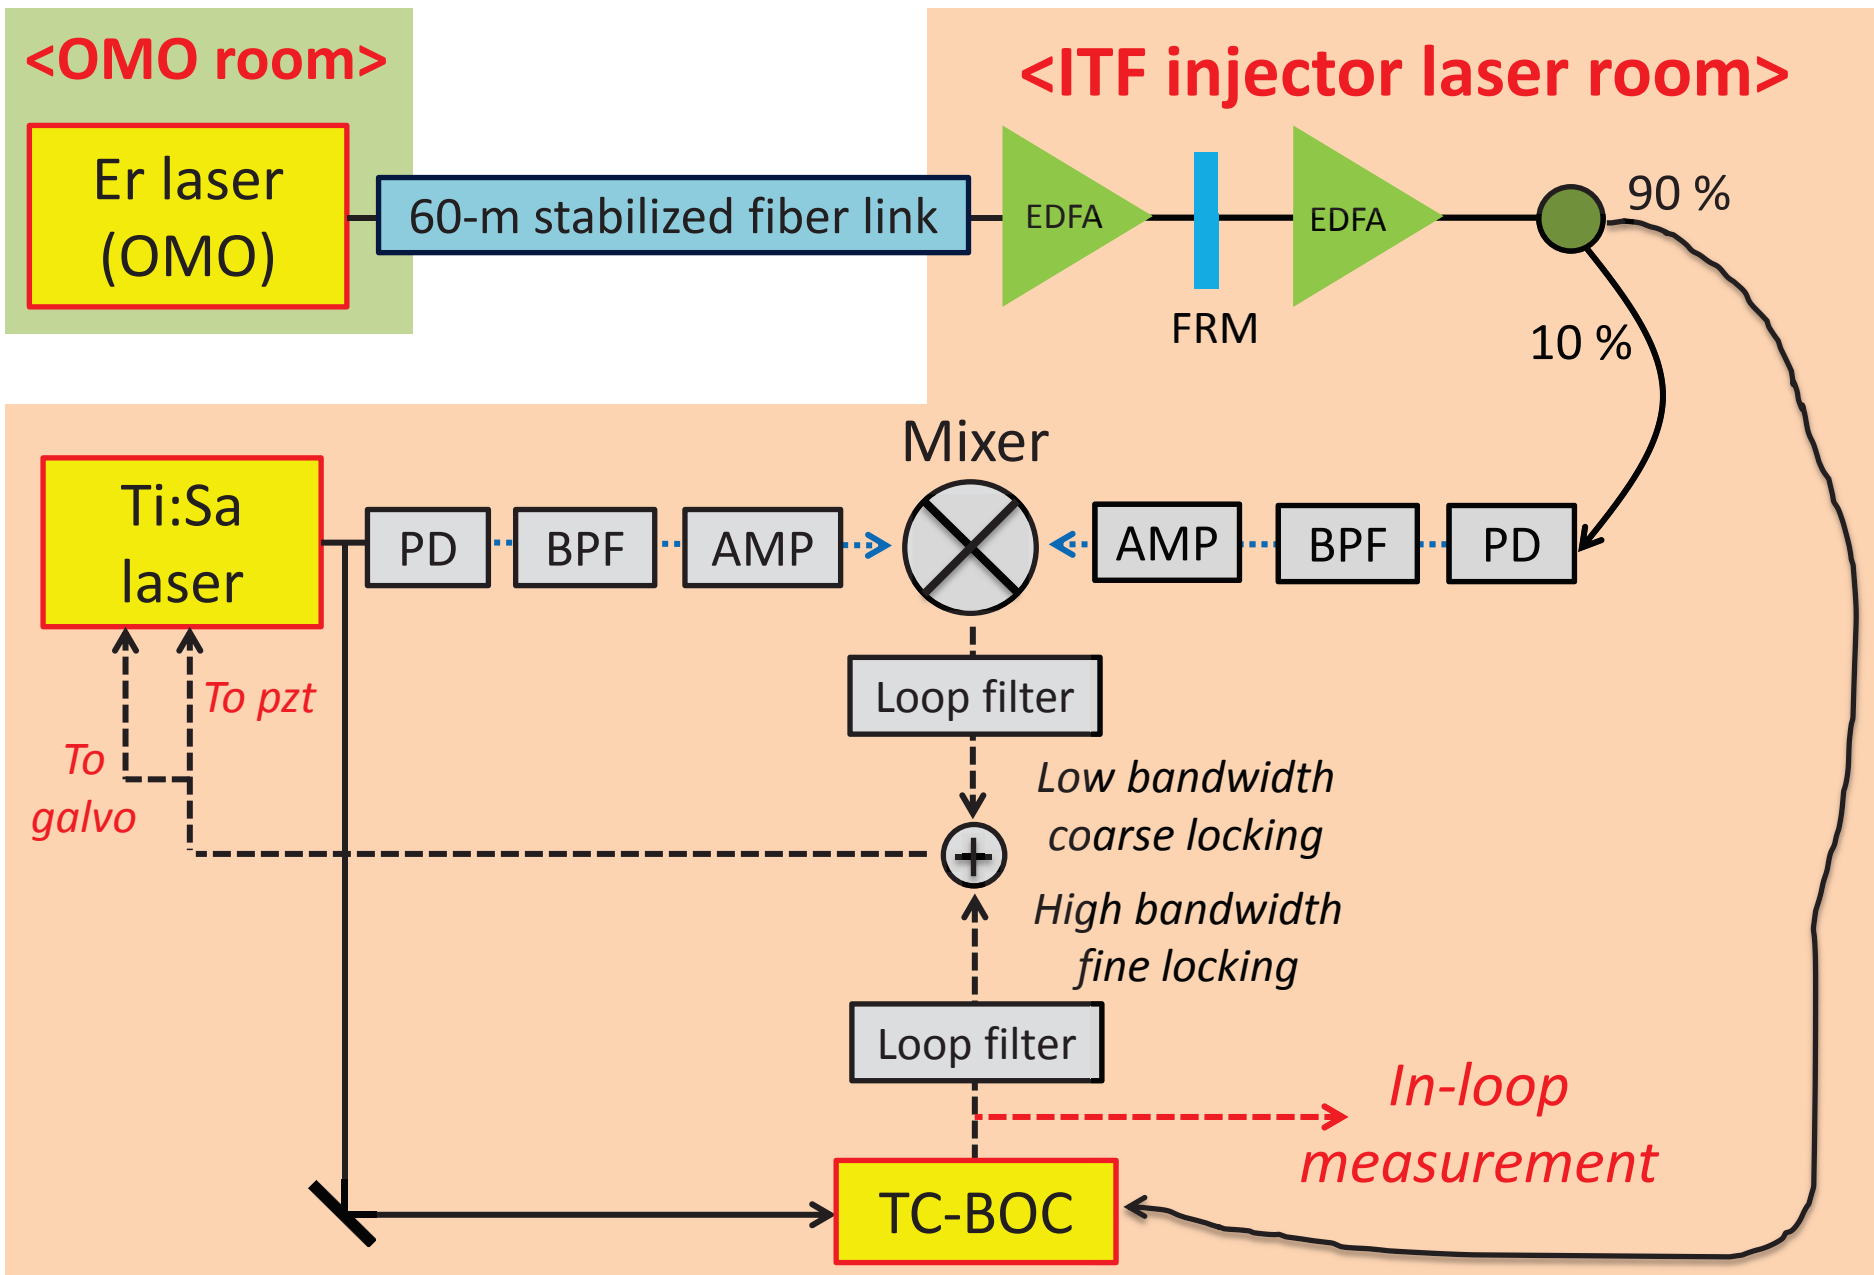 <OMO room>
<ITF injector laser room>
Er laser
(OMO)
60-m stabilized fiber link
EDFA
EDFA
90 %
FRM
10 %
Mixer
Ti:Sa
laser
PD
BPF
AMP
AMP
BPF
PD
To pzt
To
galvo
Loop filter
Low bandwidth
coarse locking
+
High bandwidth
fine locking
Loop filter
In-loop
measurement
TC-BOC